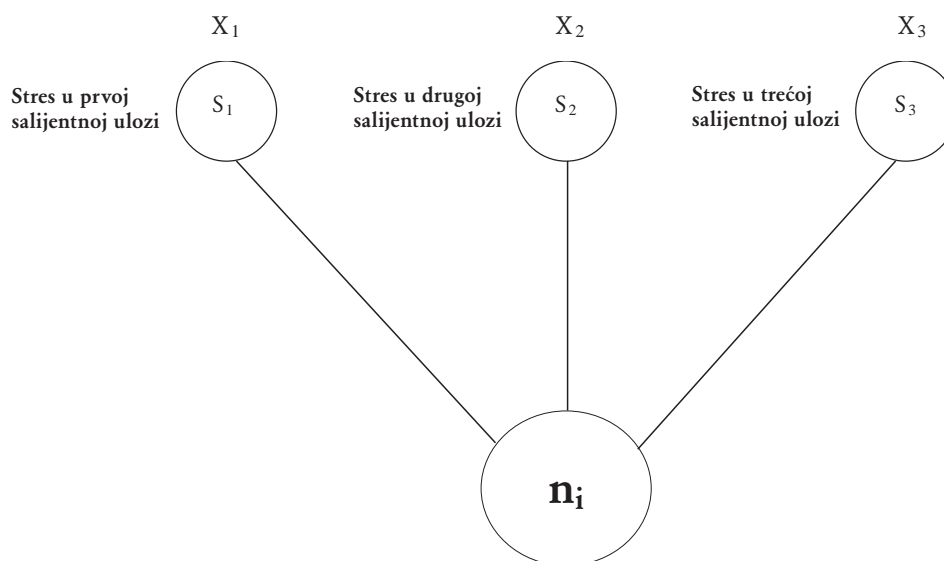 X1
X2
X3
Stres u prvoj
salijentnoj ulozi
S1
Stres u drugoj
salijentnoj ulozi
S2
Stres u trećoj
salijentnoj ulozi
S3
ni